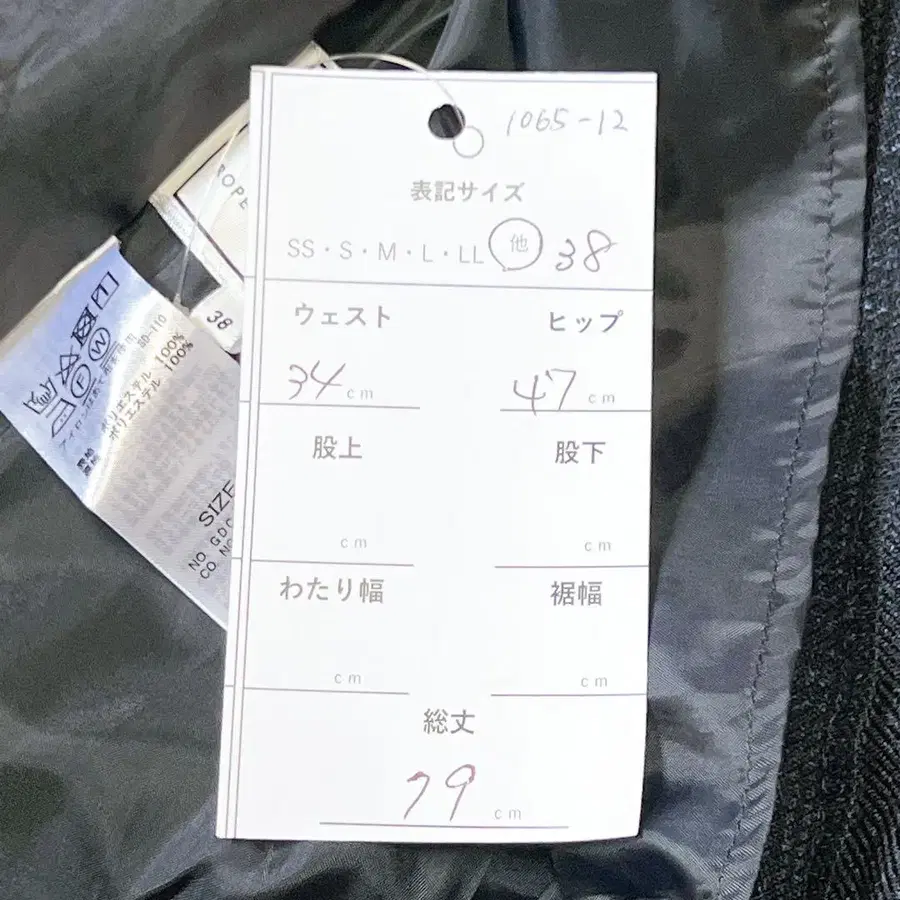 1065-12
表記サイズ
SS・S・M・L・LL 他 38
ウェスト ヒップ
34 cm 47 cm
股上 股下
cm cm
わたり幅 裾幅
cm cm
総丈
79 cm
ROPE
38
ポリエステル 100%
ポリエステル 100%
SIZE